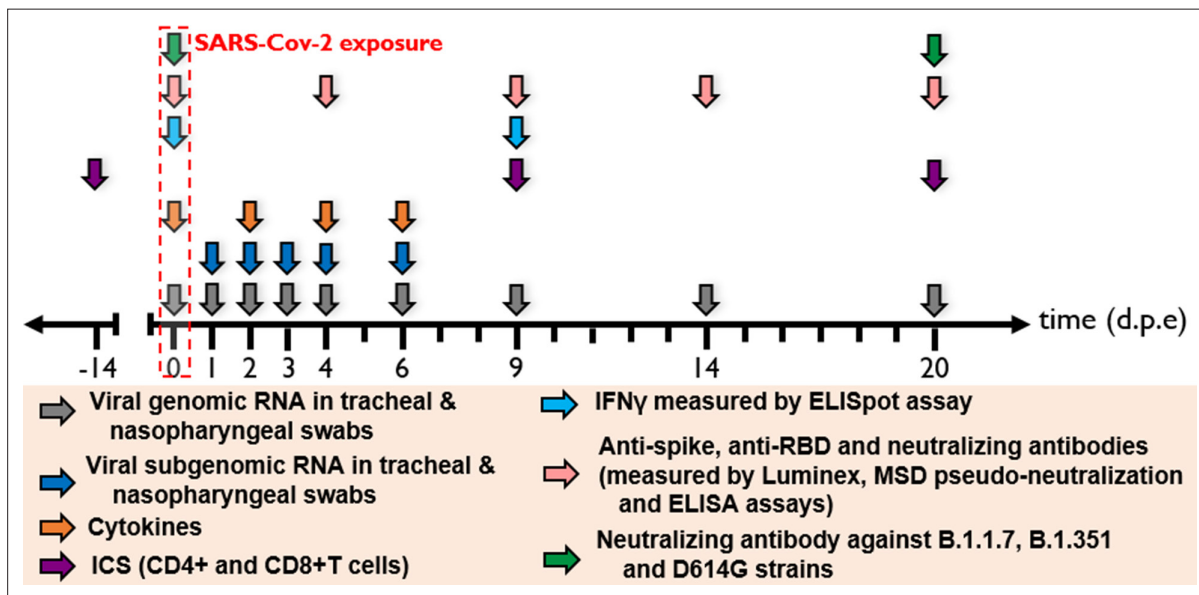 SARS-Cov-2 exposure
time (d.p.e)
-14 0 1 2 3 4 6 9 14 20
Viral genomic RNA in tracheal &
nasopharyngeal swabs
Viral subgenomic RNA in tracheal &
nasopharyngeal swabs
Cytokines
ICS (CD4+ and CD8+T cells)
IFNγ measured by ELISpot assay
Anti-spike, anti-RBD and neutralizing antibodies
(measured by Luminex, MSD pseudo-neutralization
and ELISA assays)
Neutralizing antibody against B.1.1.7, B.1.351
and D614G strains